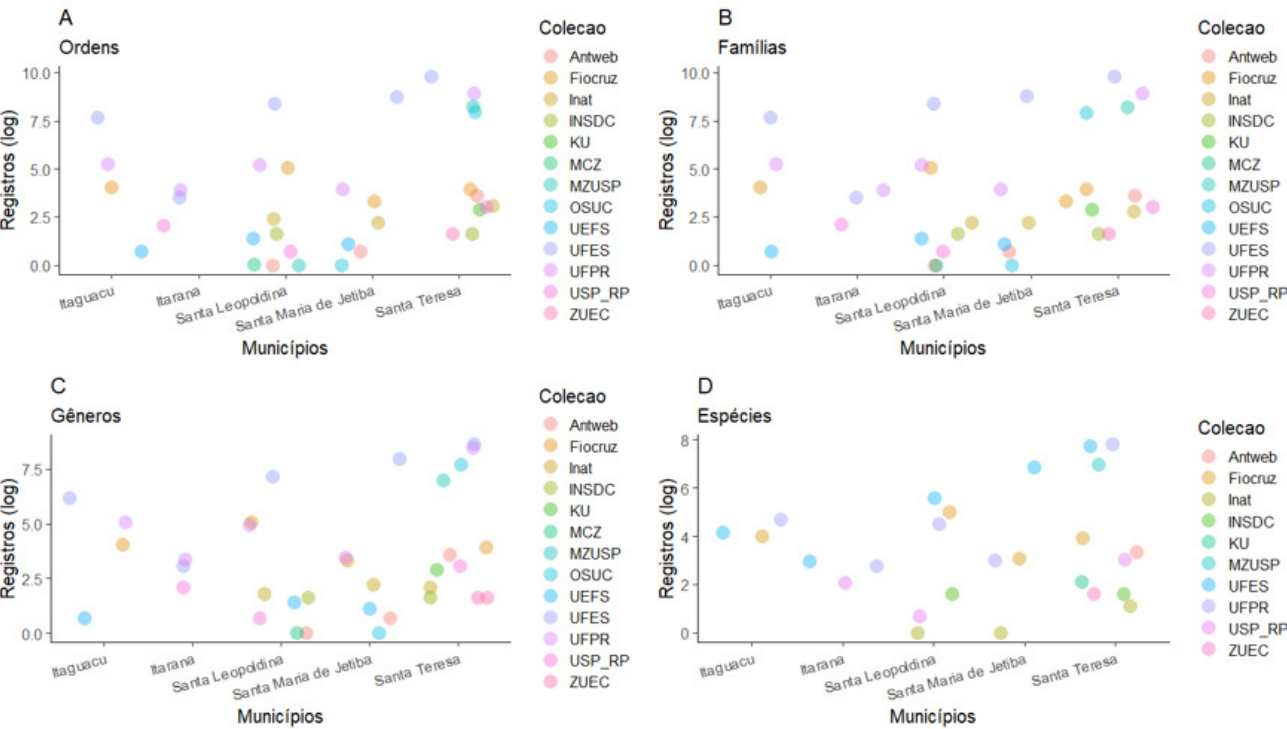 A
Ordens
Registros (log)
10.0
7.5
5.0
2.5
0.0
Itaguacu
Itarana
Santa Leopoldina
Santa Maria de Jetiba
Santa Teresa
Municípios
Colecao
Antweb
Fiocruz
Inat
INSDC
KU
MCZ
MZUSP
OSUC
UEFS
UFES
UFPR
USP_RP
ZUEC
B
Famílias
Registros (log)
10.0
7.5
5.0
2.5
0.0
Itaguacu
Itarana
Santa Leopoldina
Santa Maria de Jetiba
Santa Teresa
Municípios
Colecao
Antweb
Fiocruz
Inat
INSDC
KU
MCZ
MZUSP
OSUC
UEFS
UFES
UFPR
USP_RP
ZUEC
C
Gêneros
Registros (log)
7.5
5.0
2.5
0.0
Itaguacu
Itarana
Santa Leopoldina
Santa Maria de Jetiba
Santa Teresa
Municípios
Colecao
Antweb
Fiocruz
Inat
INSDC
KU
MCZ
MZUSP
OSUC
UEFS
UFES
UFPR
USP_RP
ZUEC
D
Espécies
Registros (log)
8
6
4
2
0
Itaguacu
Itarana
Santa Leopoldina
Santa Maria de Jetiba
Santa Teresa
Municípios
Colecao
Antweb
Fiocruz
Inat
INSDC
KU
MZUSP
UFES
UFPR
USP_RP
ZUEC